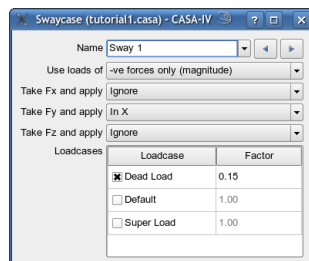 Swaycase (tutorial1.casa) - CASA-IV
Name Sway 1
Use loads of -ve forces only (magnitude)
Take Fx and apply Ignore
Take Fy and apply In X
Take Fz and apply Ignore
Loadcases Loadcase Factor
Dead Load 0.15
Default 1.00
Super Load 1.00